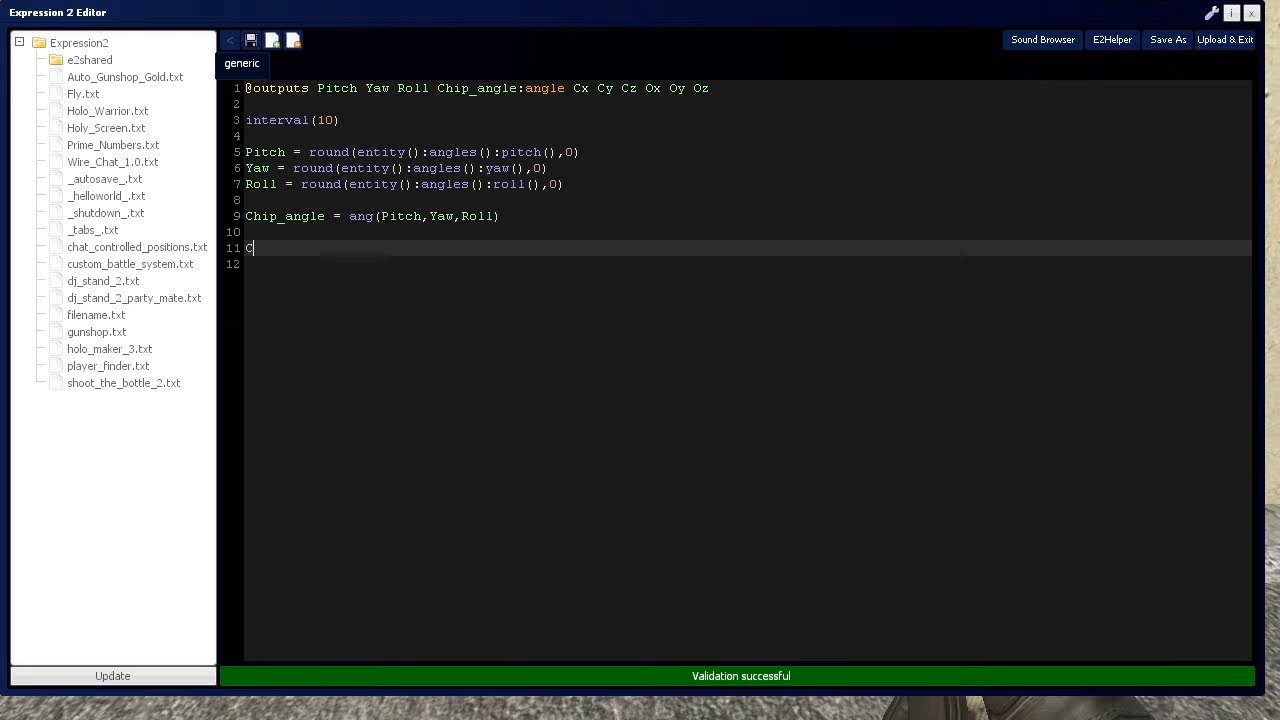 Expression 2 Editor
i
x
Expression2
e2shared
Auto_Gunshop_Gold.txt
Fly.txt
Holo_Warrior.txt
Holy_Screen.txt
Prime_Numbers.txt
Wire_Chat_1.0.txt
_autosave_.txt
_helloworld_.txt
_shutdown_.txt
_tabs_.txt
chat_controlled_positions.txt
custom_battle_system.txt
dj_stand_2.txt
dj_stand_2_party_mate.txt
filename.txt
gunshop.txt
holo_maker_3.txt
player_finder.txt
shoot_the_bottle_2.txt
Update
<
Sound Browser
E2Helper
Save As
Upload & Exit
generic
1 @outputs Pitch Yaw Roll Chip_angle:angle Cx Cy Cz Ox Oy Oz
2
3 interval(10)
4
5 Pitch = round(entity():angles():pitch(),0)
6 Yaw = round(entity():angles():yaw(),0)
7 Roll = round(entity():angles():roll(),0)
8
9 Chip_angle = ang(Pitch,Yaw,Roll)
10
11 C
12
Validation successful